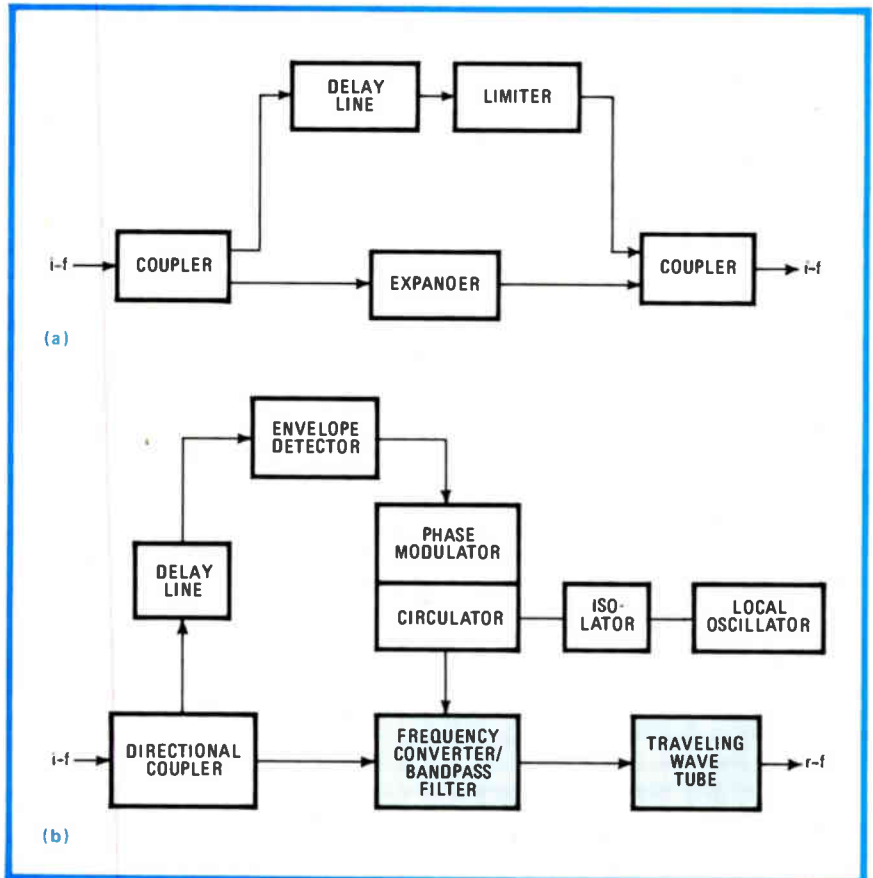 DELAY
LINE
LIMITER
i-f
COUPLER
EXPANDER
COUPLER
i-f
(a)
ENVELOPE
DETECTOR
PHASE
MODULATOR
DELAY
LINE
CIRCULATOR
ISO-
LATOR
LOCAL
OSCILLATOR
i-f
DIRECTIONAL
COUPLER
FREQUENCY
CONVERTER/
BANDPASS
FILTER
TRAVELING
WAVE
TUBE
r-f
(b)